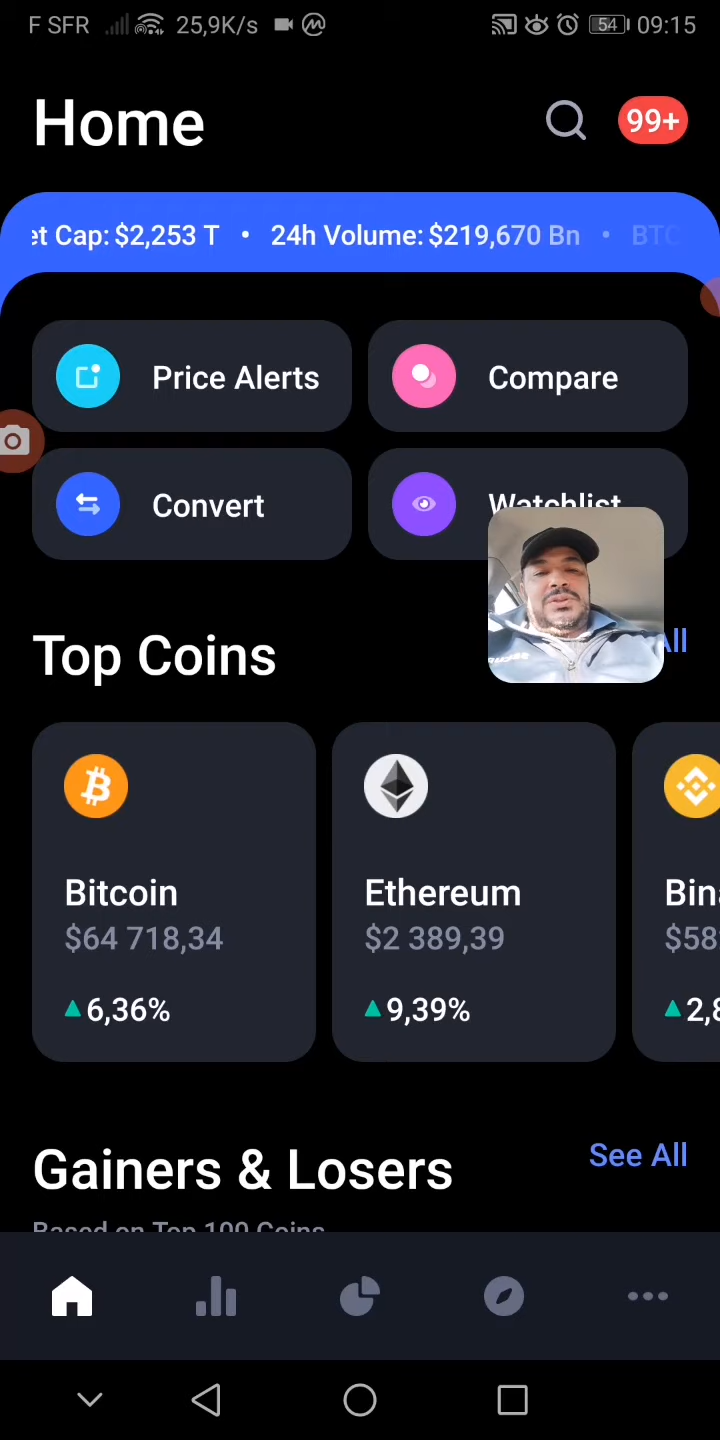 F SFR 25,9K/s 54 09:15
Home
99+
et Cap: $2,253 T • 24h Volume: $219,670 Bn • BTC
Price Alerts
Compare
Convert
Watchlist
Top Coins
All
Bitcoin
$64 718,34
6,36%
Ethereum
$2 389,39
9,39%
Bin
$58
2,8
Gainers & Losers
See All
Based on Top 100 Coins